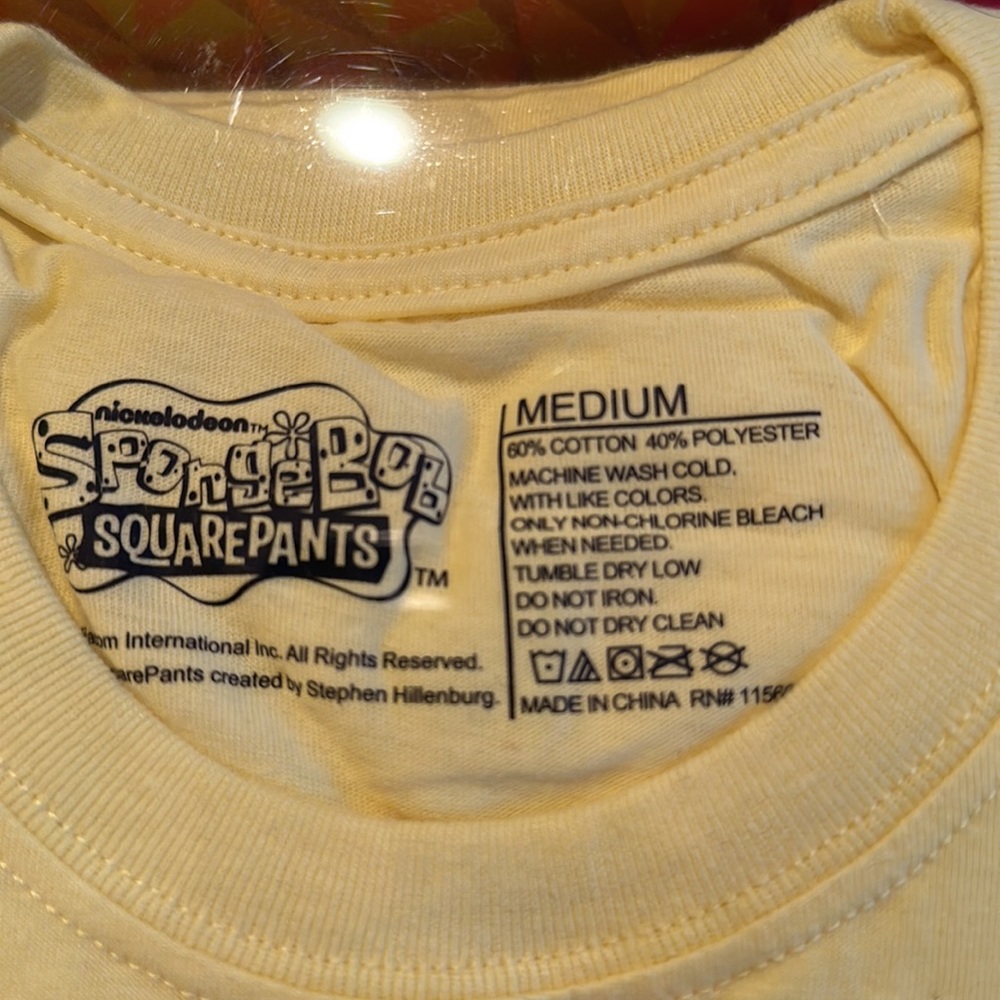 nickelodeon™
SPONGEBOB
SQUAREPANTS
TM
International Inc. All Rights Reserved.
created by Stephen Hillenburg.
MEDIUM
60% COTTON 40% POLYESTER
MACHINE WASH COLD.
WITH LIKE COLORS.
ONLY NON-CHLORINE BLEACH
WHEN NEEDED.
TUMBLE DRY LOW
DO NOT IRON.
DO NOT DRY CLEAN
MADE IN CHINA RN#